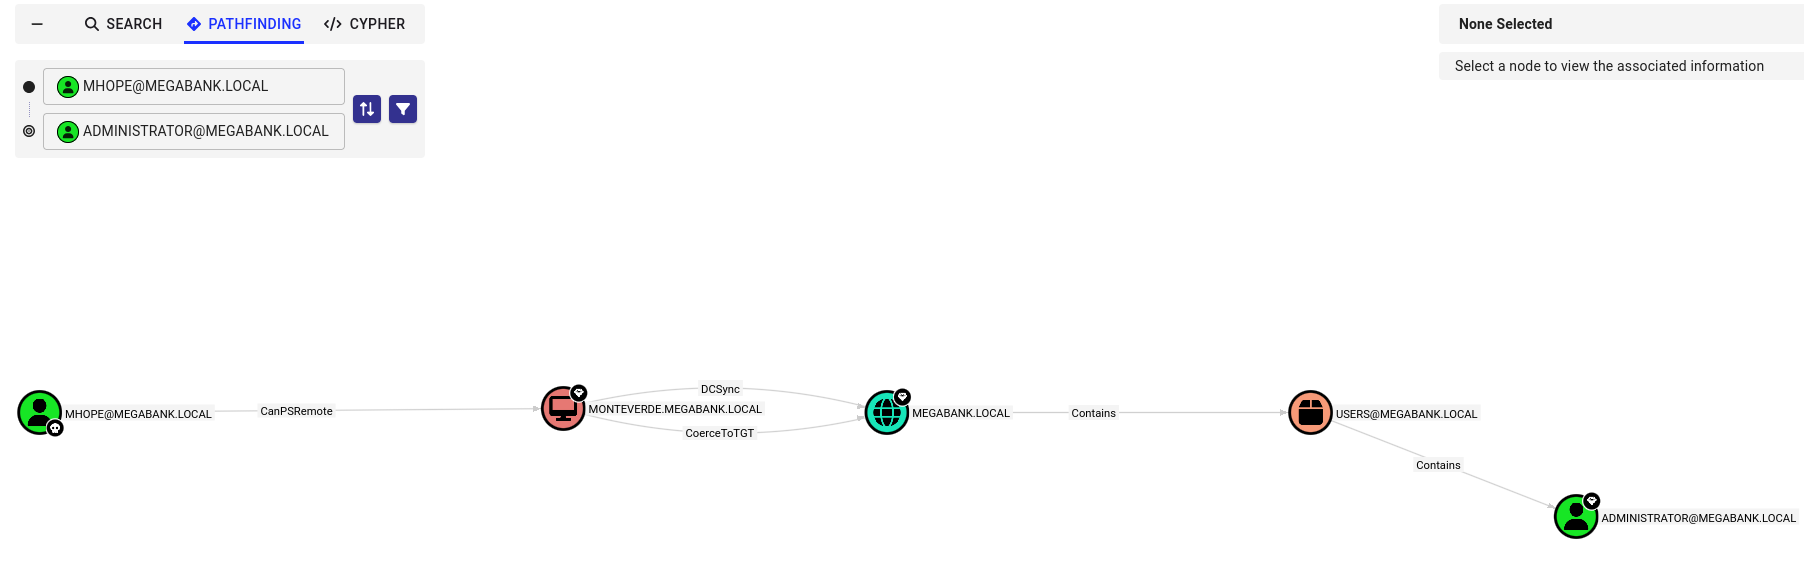 SEARCH
PATHFINDING
CYPHER
MHOPE@MEGABANK.LOCAL
ADMINISTRATOR@MEGABANK.LOCAL
None Selected
Select a node to view the associated information
MHOPE@MEGABANK.LOCAL
CanPSRemote
MONTEVERDE.MEGABANK.LOCAL
DCSync
CoerceToTGT
MEGABANK.LOCAL
Contains
USERS@MEGABANK.LOCAL
Contains
ADMINISTRATOR@MEGABANK.LOCAL